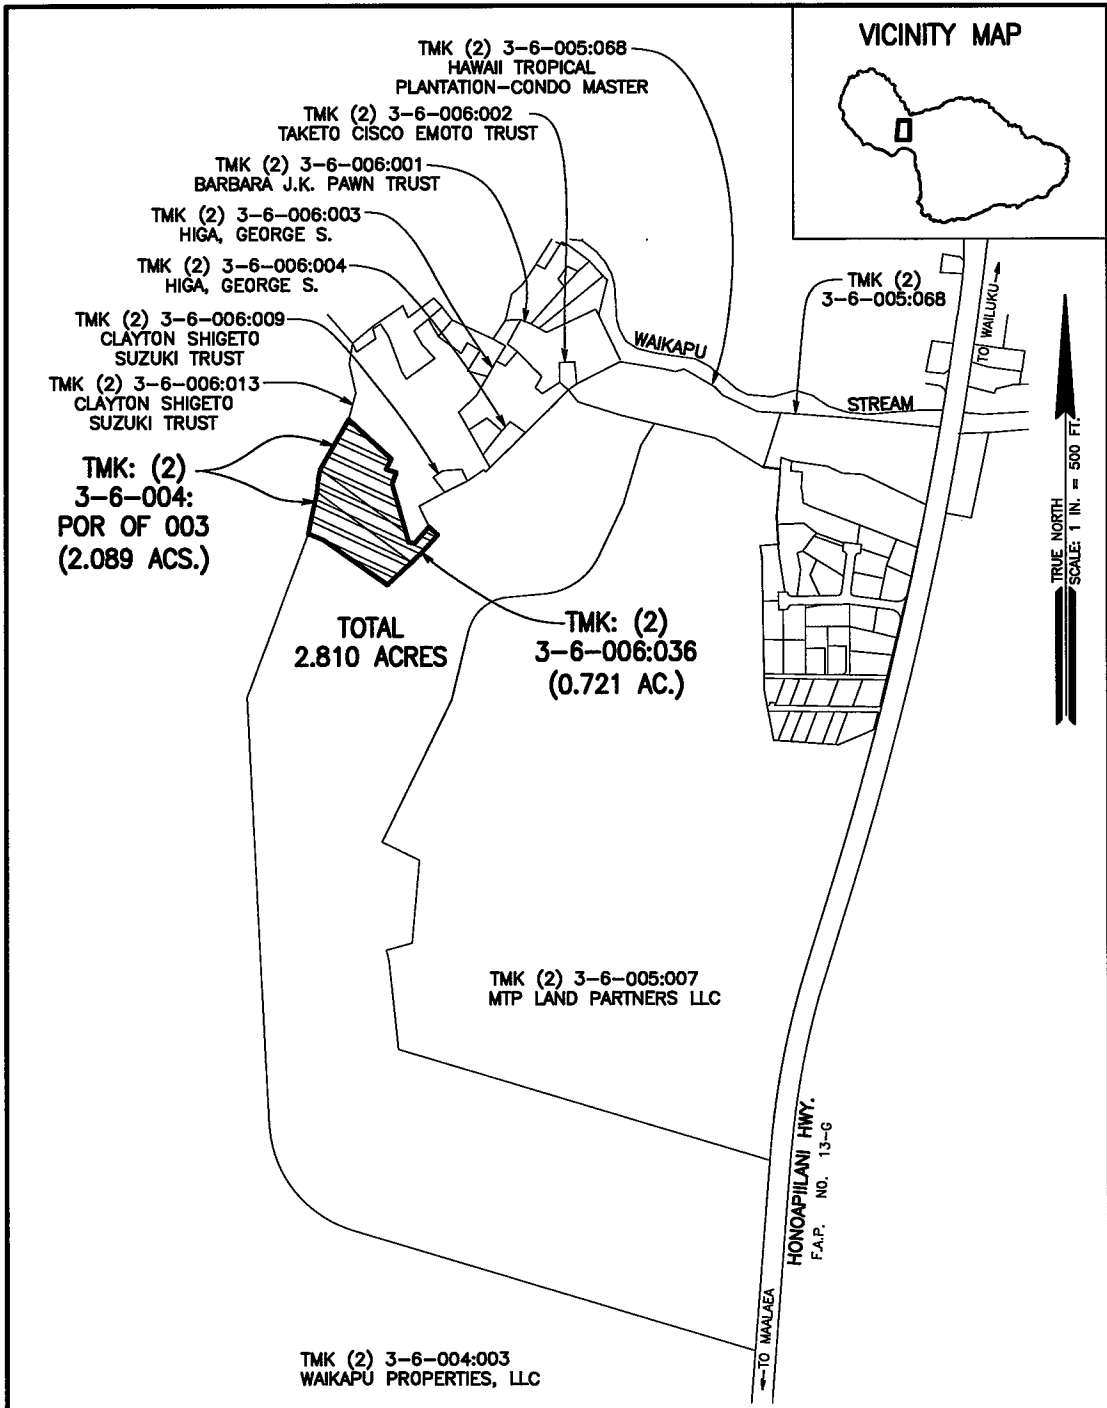 VICINITY MAP
TMK (2) 3-6-005:068
HAWAII TROPICAL
PLANTATION-CONDO MASTER
TMK (2) 3-6-006:002
TAKETO CISCO EMOTO TRUST
TMK (2) 3-6-006:001
BARBARA J.K. PAWN TRUST
TMK (2) 3-6-006:003
HIGA, GEORGE S.
TMK (2) 3-6-006:004
HIGA, GEORGE S.
TMK (2) 3-6-006:009
CLAYTON SHIGETO
SUZUKI TRUST
TMK (2) 3-6-006:013
CLAYTON SHIGETO
SUZUKI TRUST
TMK: (2)
3-6-004:
POR OF 003
(2.089 ACS.)
TOTAL
2.810 ACRES
TMK: (2)
3-6-006:036
(0.721 AC.)
TMK (2)
3-6-005:068
WAIKAPU
STREAM
TO WAILUKU
TRUE NORTH
SCALE: 1 IN. = 500 FT.
TMK (2) 3-6-005:007
MTP LAND PARTNERS LLC
HONOAPIILANI HWY.
F.A.P. NO. 13-G
TO MAALAEA
TMK (2) 3-6-004:003
WAIKAPU PROPERTIES, LLC